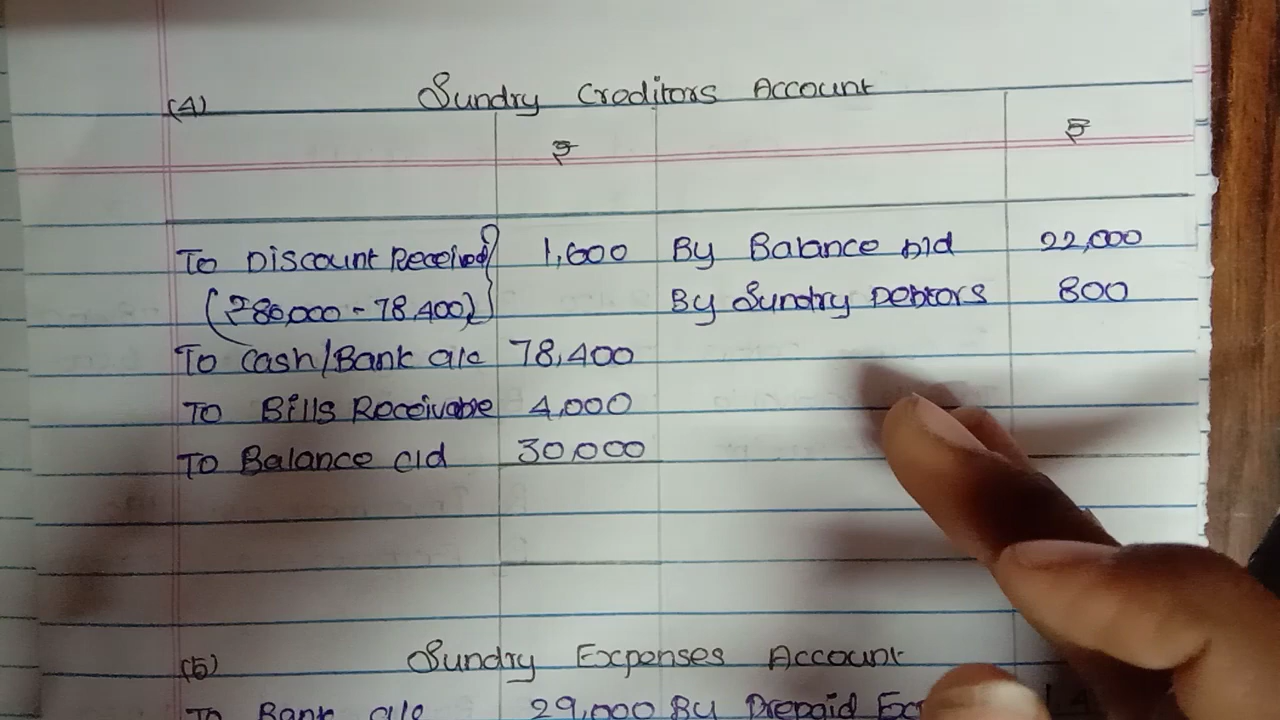 (4) Sundry Creditors Account
₹ ₹
To Discount Received 1,600 By Balance b/d 22,000
(₹80,000 - 78,400) By Sundry Debtors 800
To Cash/Bank a/c 78,400
To Bills Receivable 4,000
To Balance c/d 30,000
(5) Sundry Expenses Account
To Bank a/c 29,000 By Prepaid